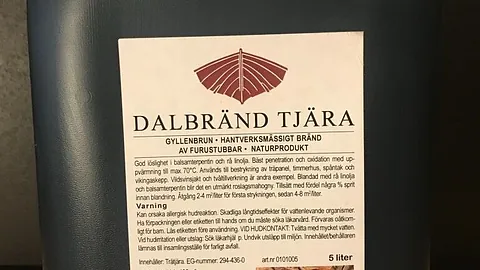 DALBRÄND TJÄRA
GYLLENBRUN • HANTVERKSMÄSSIGT BRÄND
AV FURUSTUBBAR • NATURPRODUKT
God löslighet i balsamterpentin och rå linolja. Bäst penetration och oxidation med upp-
värmning till max 70°C. Används till bestrykning av träpanel, timmerhus, spåntak och
vikingaskepp. Vildsvinsjakt och tvåltillverkning är andra exempel. Blandad med rå linolja
och balsamterpentin blir det en utmärkt roslagsmahogny. Tillsätt med fördel några % sprit
innan blandning. Åtgång 2-4 m²/liter för första strykningen, sedan 4-8 m²/liter.
Varning
Kan orsaka allergisk hudreaktion. Skadliga långtidseffekter för vattenlevande organismer.
Ha förpackningen eller etiketten till hands om du måste söka läkarvård. Förvaras oåtkom-
ligt för barn. Läs etiketten före användning. VID HUDKONTAKT: Tvätta med mycket vatten.
Vid hudirritation eller utslag: Sök läkarhjälp. Undvik utsläpp till miljön. Innehållet/behållaren
lämnas till insamlingsställe för farligt avfall.
Innehåller: Trätjära. EG-nummer: 294-436-0 art.nr 0101005 5 liter